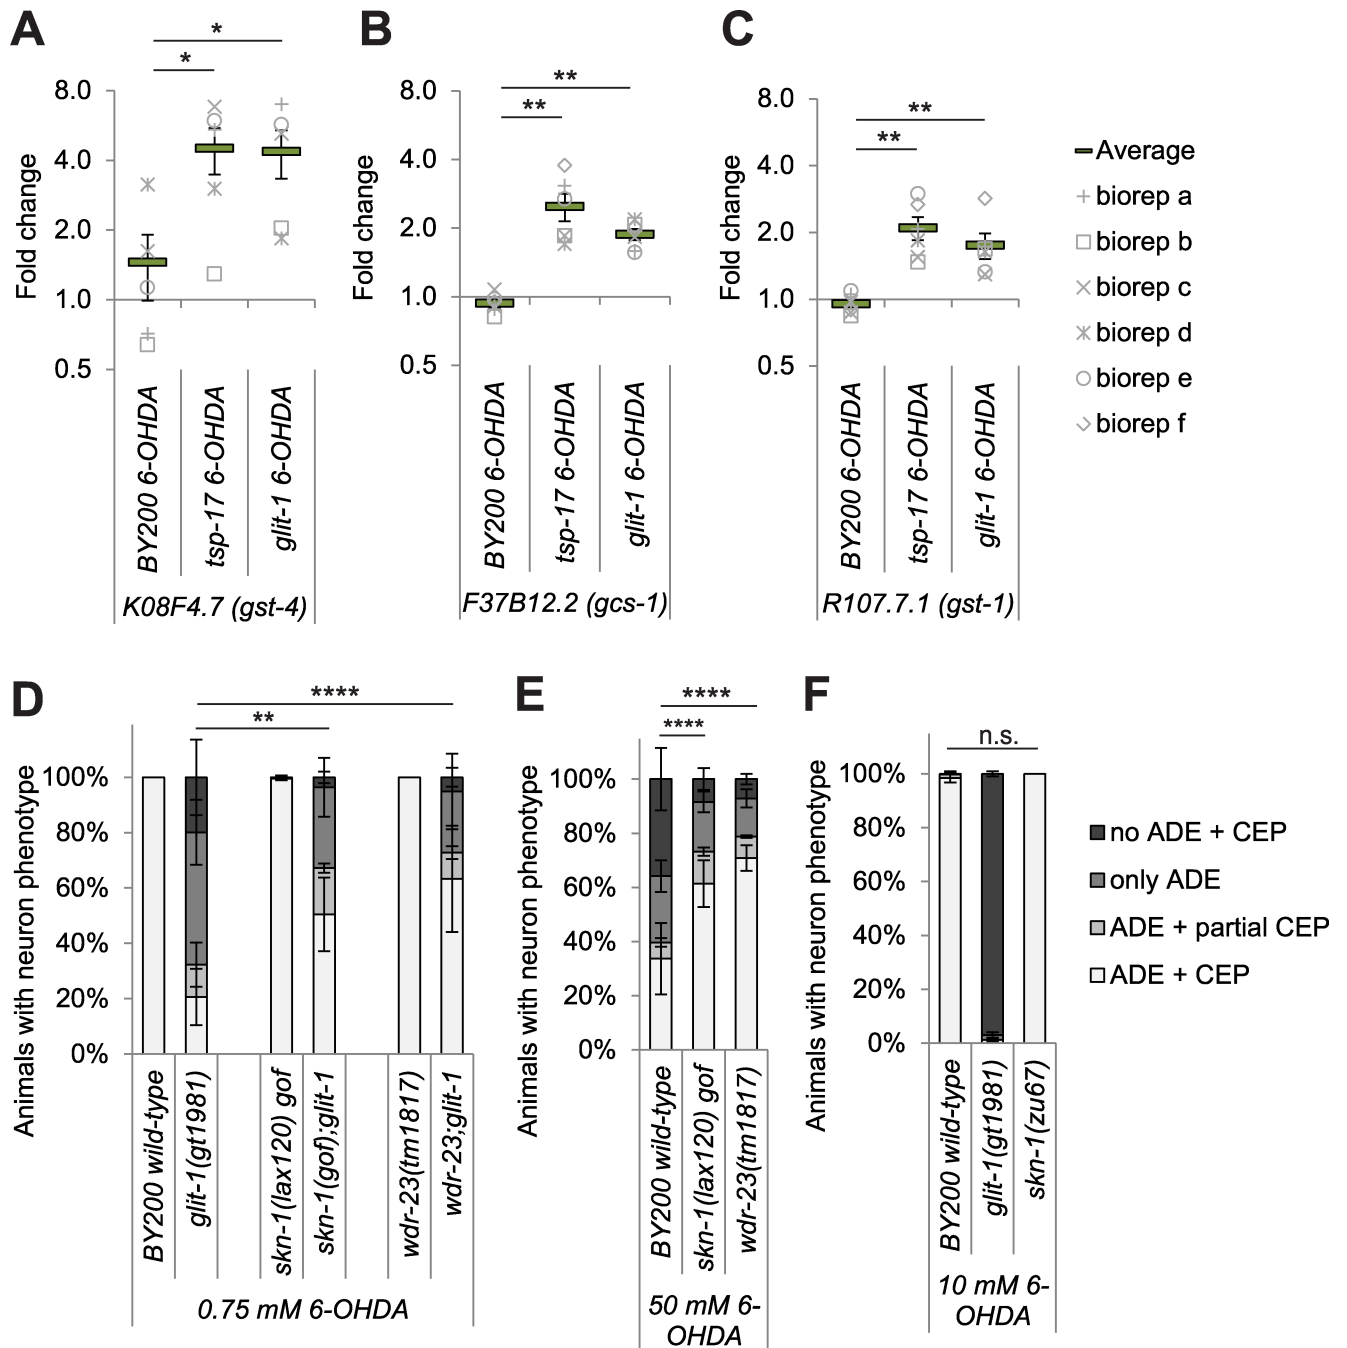 A
B
C
*
*
8.0
4.0
2.0
1.0
0.5
Fold change
BY200 6-OHDA
tsp-17 6-OHDA
glit-1 6-OHDA
K08F4.7 (gst-4)
**
**
8.0
4.0
2.0
1.0
0.5
Fold change
BY200 6-OHDA
tsp-17 6-OHDA
glit-1 6-OHDA
F37B12.2 (gcs-1)
**
**
8.0
4.0
2.0
1.0
0.5
Fold change
BY200 6-OHDA
tsp-17 6-OHDA
glit-1 6-OHDA
R107.7.1 (gst-1)
Average
biorep a
biorep b
biorep c
biorep d
biorep e
biorep f
D
****
**
100%
80%
60%
40%
20%
0%
Animals with neuron phenotype
BY200 wild-type
glit-1(gt1981)
skn-1(lax120) gof
skn-1(gof);glit-1
wdr-23(tm1817)
wdr-23;glit-1
0.75 mM 6-OHDA
E
****
****
100%
80%
60%
40%
20%
0%
Animals with neuron phenotype
BY200 wild-type
skn-1(lax120) gof
wdr-23(tm1817)
50 mM 6-
OHDA
F
n.s.
100%
80%
60%
40%
20%
0%
Animals with neuron phenotype
BY200 wild-type
glit-1(gt1981)
skn-1(zu67)
10 mM 6-
OHDA
no ADE + CEP
only ADE
ADE + partial CEP
ADE + CEP